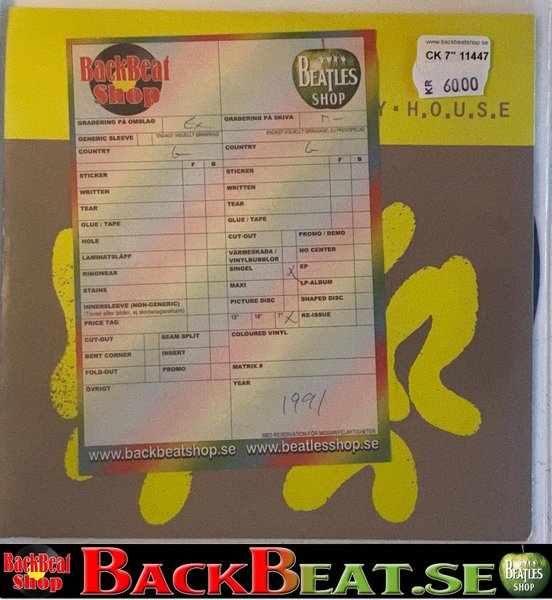 www.backbeatshop.se
CK 7" 11447
KR 60.00
Y·H.O.U.S.E
BackBeat Shop
BEATLES SHOP
GRADERING PÅ OMSLAG Ex
GENERIC SLEEVE ENDAST VISUELLT GRANSKAD
COUNTRY G
F B
STICKER
WRITTEN
TEAR
GLUE / TAPE
HOLE
LAMINATSLÄPP
RINGWEAR
STAINS
INNERSLEEVE (NON-GENERIC)
PRICE TAG
CUT-OUT SEAM SPLIT
BENT CORNER INSERT
FOLD-OUT PROMO
ÖVRIGT
GRADERING PÅ SKIVA M-
ENDAST VISUELLT GRANSKAD, EJ PROVSPELAD
COUNTRY G
F B
STICKER
WRITTEN
TEAR
GLUE / TAPE
CUT-OUT PROMO / DEMO
VÄRMESKADA / VINYLBUBBLOR NO CENTER
SINGEL X EP
MAXI LP-ALBUM
PICTURE DISC SHAPED DISC
12" 10" 7" X RE-ISSUE
COLOURED VINYL
MATRIX #
YEAR
1991
MED RESERVATION FÖR MISSAR/FELAKTIGHETER
www.backbeatshop.se www.beatlesshop.se
BackBeat Shop
BACKBEAT.SE
BEATLES SHOP